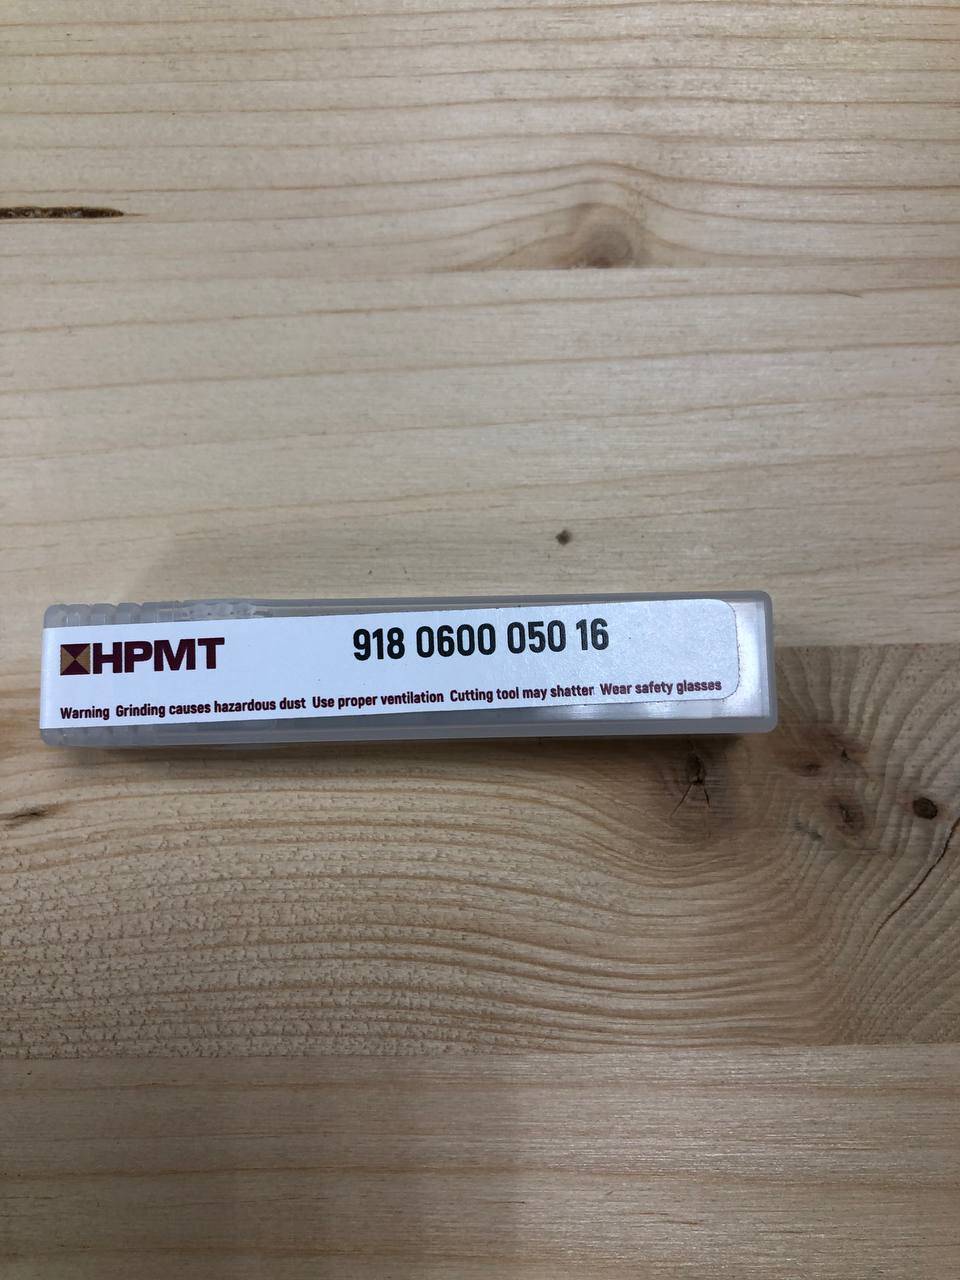 HPMT
918 0600 050 16
Warning Grinding causes hazardous dust Use proper ventilation Cutting tool may shatter Wear safety glasses